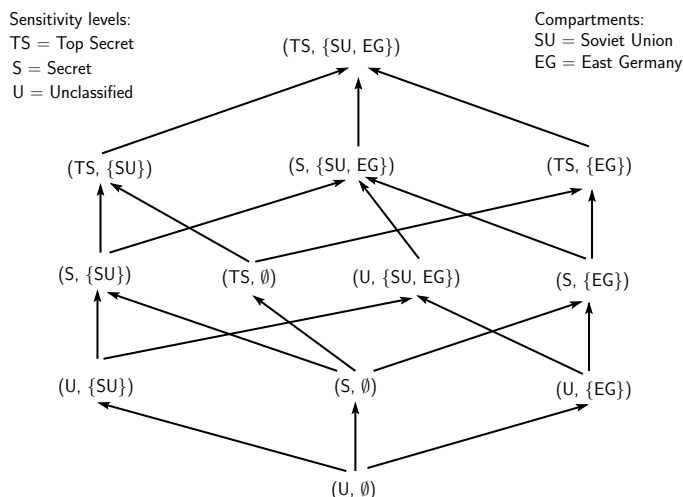 Sensitivity levels:
TS = Top Secret
S = Secret
U = Unclassified
Compartments:
SU = Soviet Union
EG = East Germany
(TS, {SU, EG})
(TS, {SU})
(S, {SU, EG})
(TS, {EG})
(S, {SU})
(TS, ∅)
(U, {SU, EG})
(S, {EG})
(U, {SU})
(S, ∅)
(U, {EG})
(U, ∅)